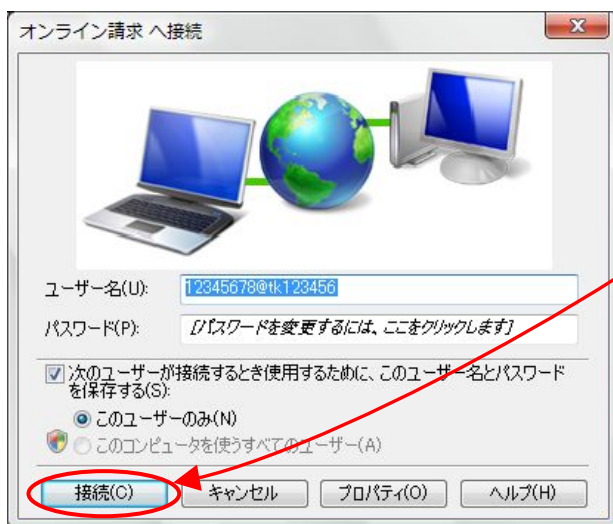 オンライン請求 へ接続
ユーザー名(U): 12345678@tk123456
パスワード(P): [パスワードを変更するには、ここをクリックします]
次のユーザーが接続するとき使用するために、このユーザー名とパスワード
を保存する(S):
このユーザーのみ(N)
このコンピュータを使うすべてのユーザー(A)
接続(C) キャンセル プロパティ(O) ヘルプ(H)